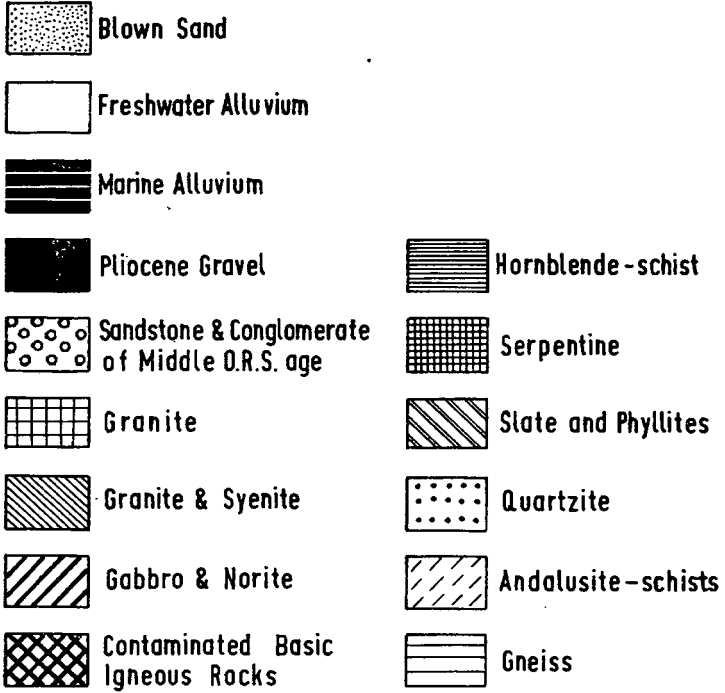 Blown Sand
Freshwater Alluvium
Marine Alluvium
Pliocene Gravel
Sandstone & Conglomerate
of Middle O.R.S. age
Granite
Granite & Syenite
Gabbro & Norite
Contaminated Basic
Igneous Rocks
Hornblende-schist
Serpentine
Slate and Phyllites
Quartzite
Andalusite-schists
Gneiss